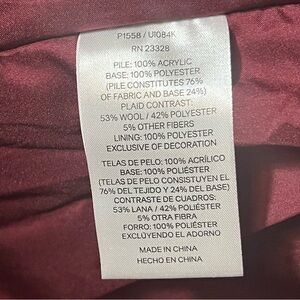 P1558 / U1084K
RN 23328
PILE: 100% ACRYLIC
BASE: 100% POLYESTER
(PILE CONSTITUTES 76%
OF FABRIC AND BASE 24%)
PLAID CONTRAST:
53% WOOL / 42% POLYESTER
5% OTHER FIBERS
LINING: 100% POLYESTER
EXCLUSIVE OF DECORATION
TELAS DE PELO: 100% ACRÍLICO
BASE: 100% POLIÉSTER
(TELAS DE PELO CONSISTUYEN EL
76% DEL TEJIDO Y 24% DEL BASE)
CONTRASTE DE CUADROS:
53% LANA / 42% POLIÉSTER
5% OTRA FIBRA
FORRO: 100% POLIÉSTER
EXCLUYENDO EL ADORNO
MADE IN CHINA
HECHO EN CHINA